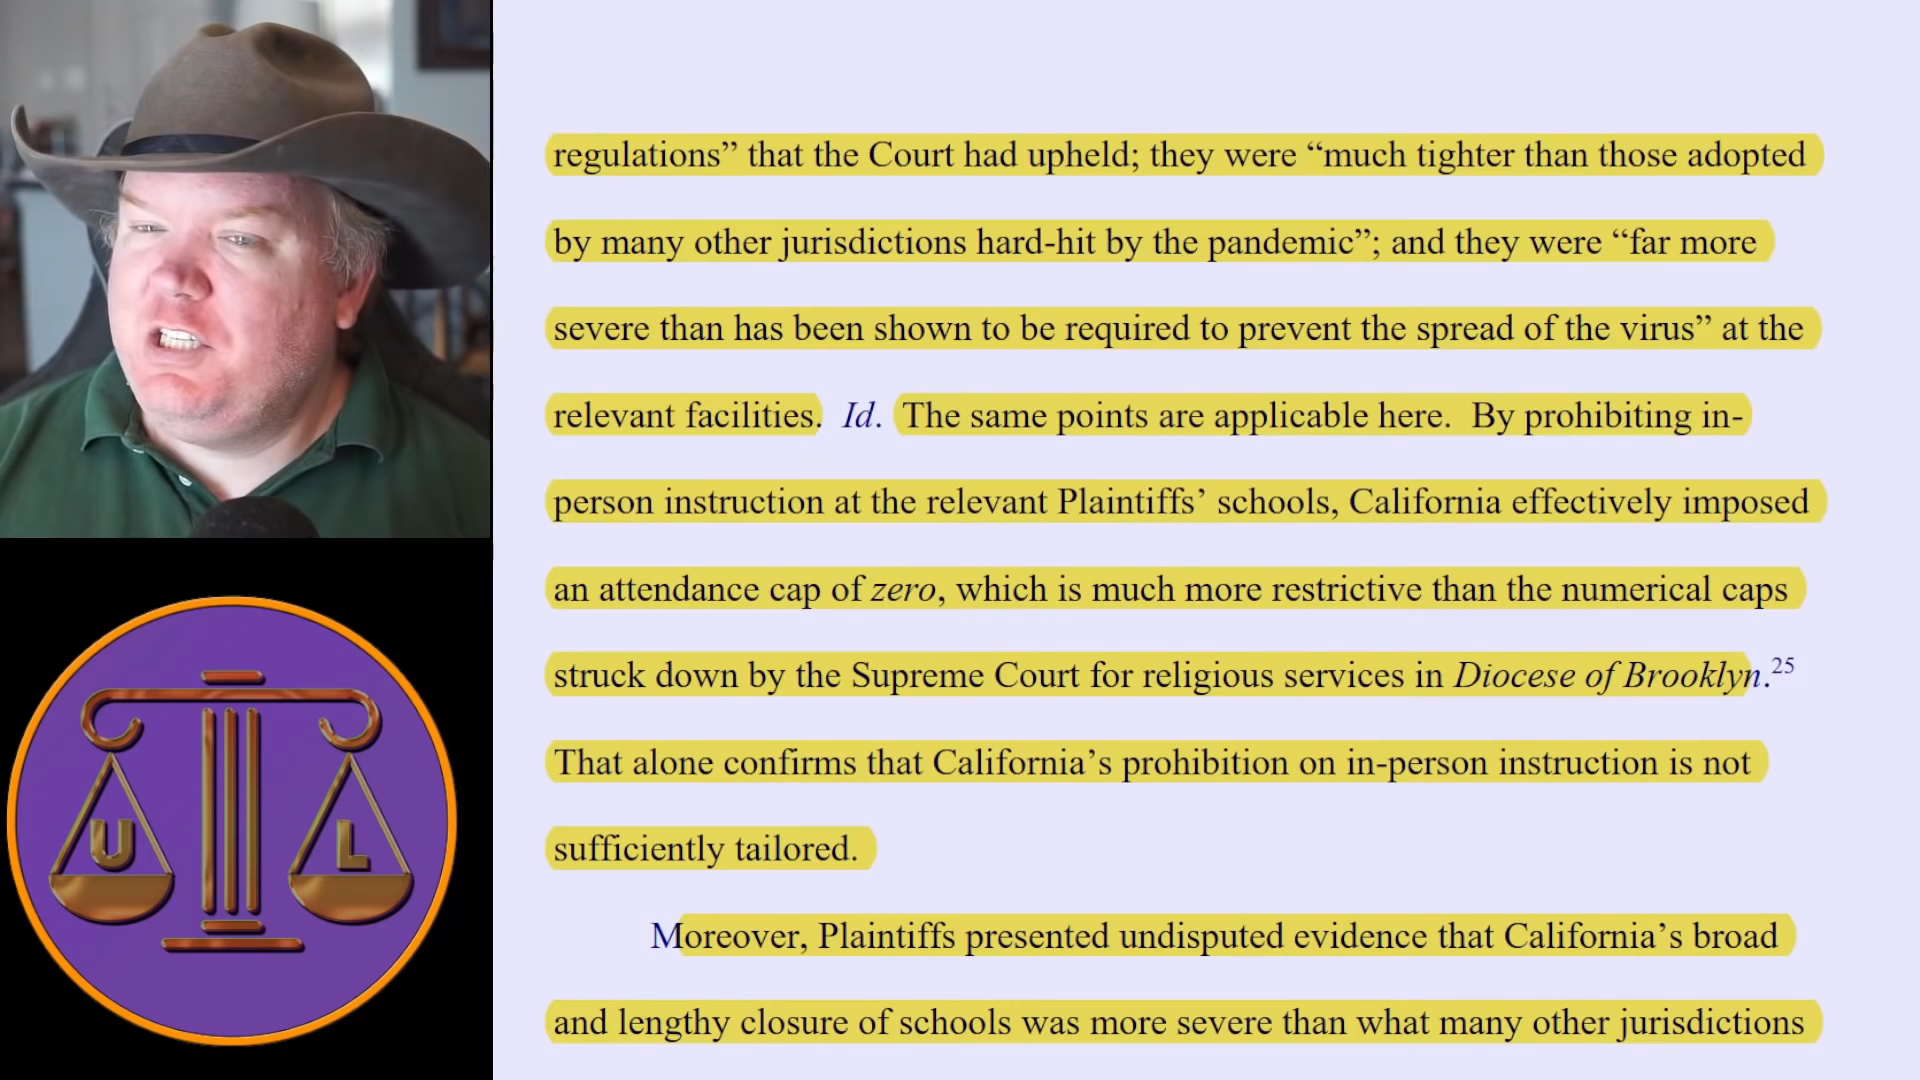 regulations” that the Court had upheld; they were “much tighter than those adopted
by many other jurisdictions hard-hit by the pandemic”; and they were “far more
severe than has been shown to be required to prevent the spread of the virus” at the
relevant facilities. Id. The same points are applicable here. By prohibiting in-
person instruction at the relevant Plaintiffs’ schools, California effectively imposed
an attendance cap of zero, which is much more restrictive than the numerical caps
struck down by the Supreme Court for religious services in Diocese of Brooklyn.25
That alone confirms that California’s prohibition on in-person instruction is not
sufficiently tailored.
Moreover, Plaintiffs presented undisputed evidence that California’s broad
and lengthy closure of schools was more severe than what many other jurisdictions
U L